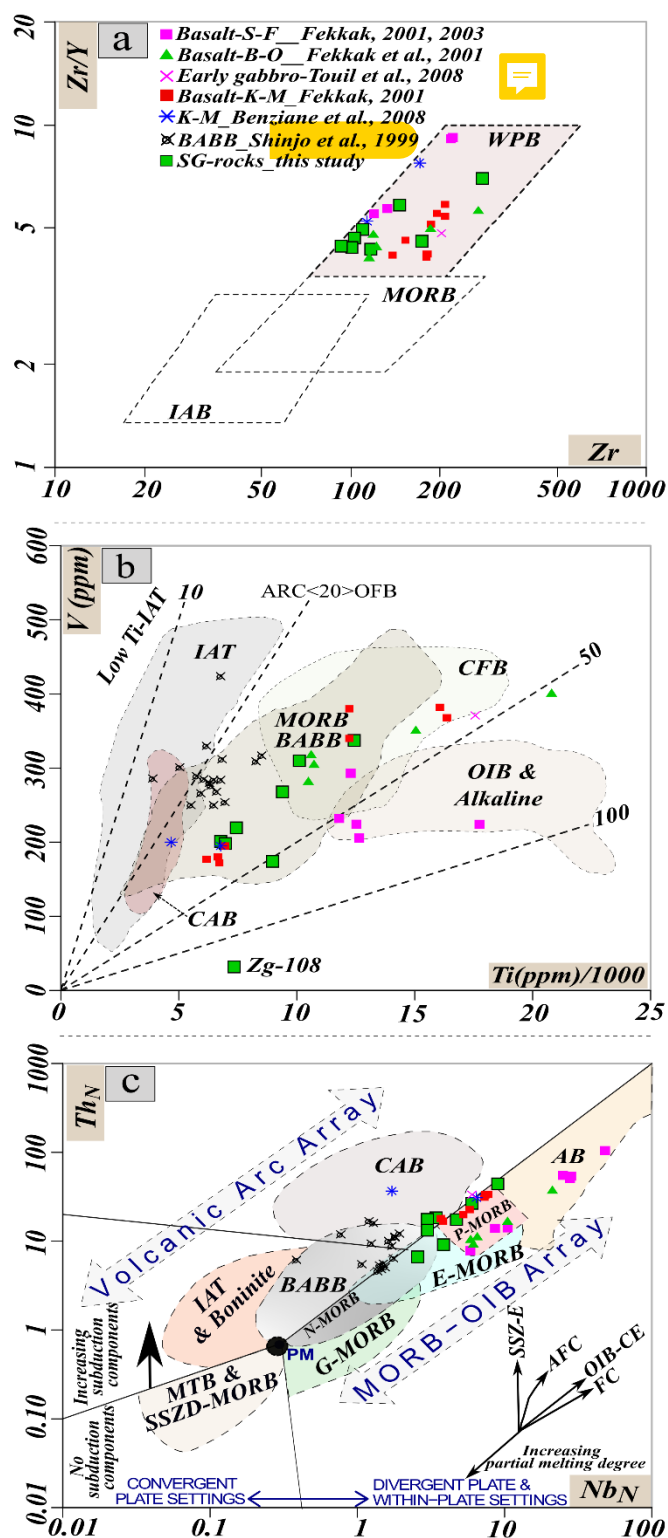 20
a
Zr/Y
Basalt-S-F__Fekkak, 2001, 2003
Basalt-B-O__Fekkak et al., 2001
Early gabbro-Touil et al., 2008
Basalt-K-M_Fekkak, 2001
K-M_Benziane et al., 2008
BABB_Shinjo et al., 1999
SG-rocks_this study
10
WPB
5
MORB
2
IAB
1
Zr
10 20 50 100 200 500 1000
600
b
V (ppm)
10
ARC<20>OFB
Low Ti-IAT
500
IAT
CFB
50
400
MORB
BABB
300
OIB &
Alkaline
200
100
CAB
100
Zg-108
Ti(ppm)/1000
0
0 5 10 15 20 25
1000
c
ThN
Volcanic Arc Array
100
CAB
AB
P-MORB
10
IAT
& Boninite
BABB
E-MORB
N-MORB
MORB-OIB Array
1
PM
G-MORB
Increasing
subduction
components
MTB &
SSZD-MORB
SSZ-E
AFC
OIB-CE
FC
0.10
No
subduction
components
Increasing
partial melting degree
CONVERGENT
PLATE SETTINGS
DIVERGENT PLATE &
WITHIN-PLATE SETTINGS
NbN
0.01
0.01 0.1 1 10 100